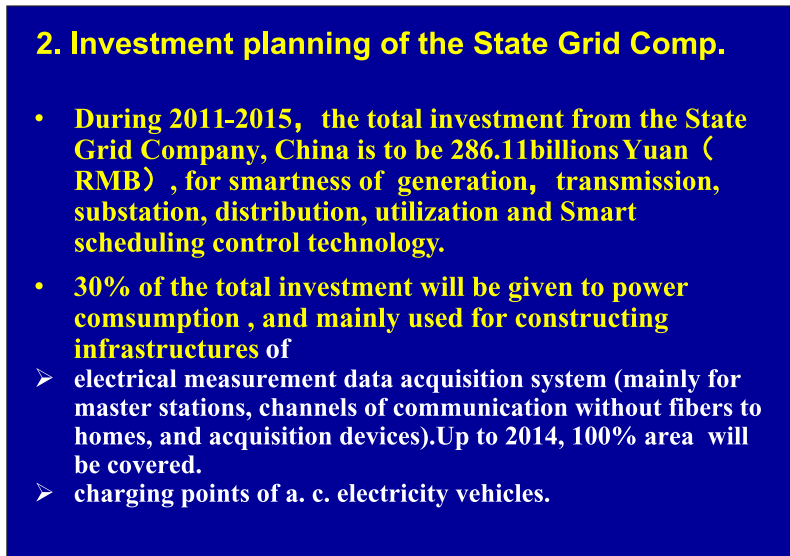 2. Investment planning of the State Grid Comp.
• During 2011-2015，the total investment from the State
Grid Company, China is to be 286.11billions Yuan（
RMB）, for smartness of generation，transmission,
substation, distribution, utilization and Smart
scheduling control technology.
• 30% of the total investment will be given to power
comsumption , and mainly used for constructing
infrastructures of
➢ electrical measurement data acquisition system (mainly for
master stations, channels of communication without fibers to
homes, and acquisition devices).Up to 2014, 100% area will
be covered.
➢ charging points of a. c. electricity vehicles.